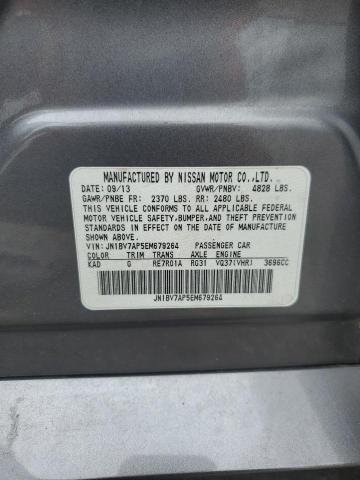 MANUFACTURED BY NISSAN MOTOR CO.,LTD.
DATE: 09/13 GVWR/PNBV: 4828 LBS.
GAWR/PNBE FR: 2370 LBS. RR: 2480 LBS.
THIS VEHICLE CONFORMS TO ALL APPLICABLE FEDERAL
MOTOR VEHICLE SAFETY, BUMPER, AND THEFT PREVENTION
STANDARDS IN EFFECT ON THE DATE OF MANUFACTURE
SHOWN ABOVE.
VIN: JN1BV7AP5EM679264 PASSENGER CAR
COLOR TRIM TRANS AXLE ENGINE
KAD G RE7R01A RG31 VQ37(VHR) 3696CC
JN1BV7AP5EM679264